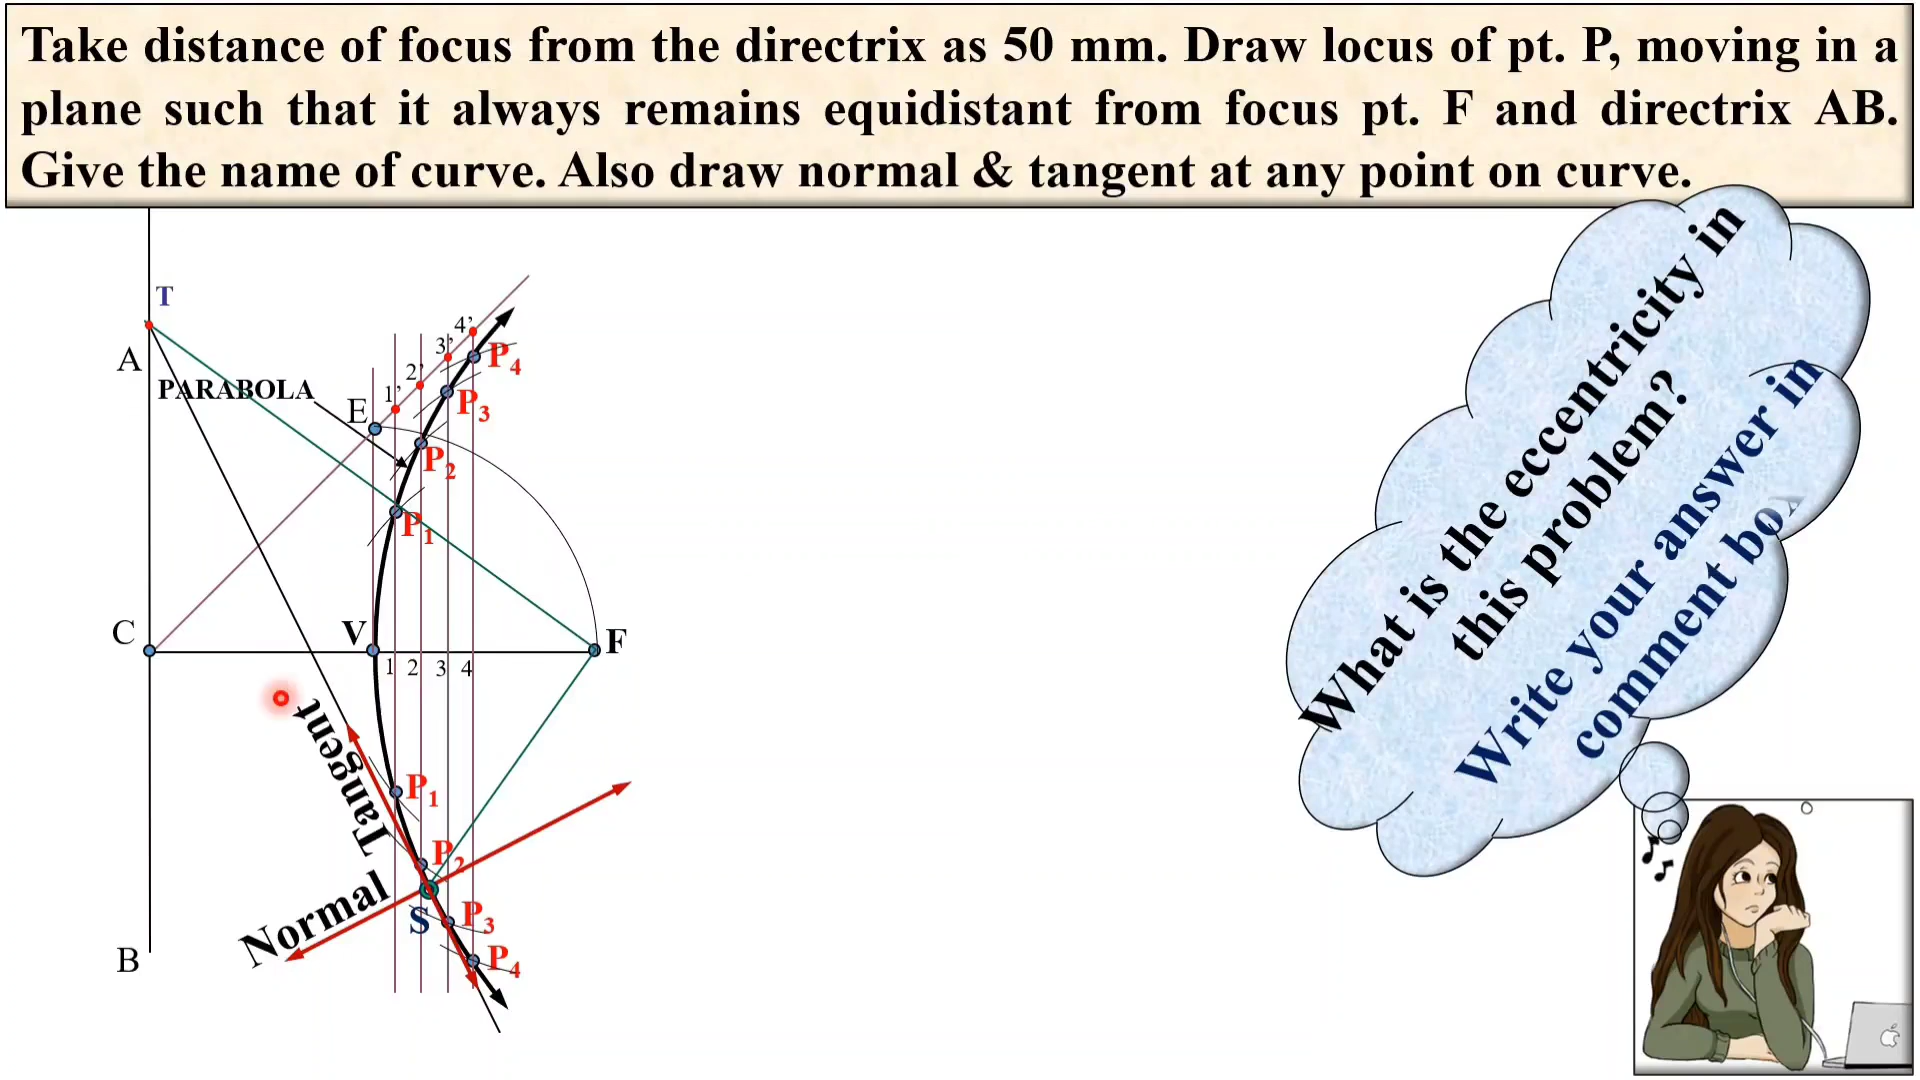 Take distance of focus from the directrix as 50 mm. Draw locus of pt. P, moving in a
plane such that it always remains equidistant from focus pt. F and directrix AB.
Give the name of curve. Also draw normal & tangent at any point on curve.
What is the eccentricity in
this problem?
Write your answer in
comment box
T
A
PARABOLA
E
1'
2'
3'
4'
P4
P3
P2
P1
C
V
F
1 2 3 4
Tangent
P1
P2
Normal
S
P3
P4
B